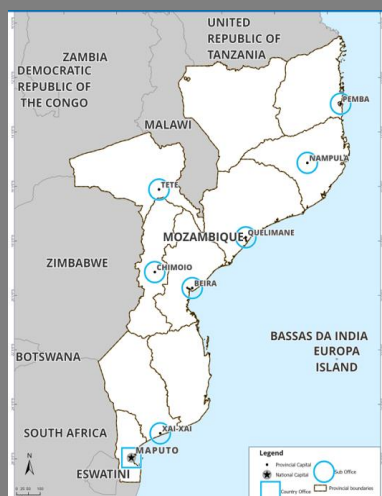 UNITED
REPUBLIC OF
TANZANIA
ZAMBIA
DEMOCRATIC
REPUBLIC OF
THE CONGO
MALAWI
PEMBA
NAMPULA
TETE
MOZAMBIQUE
QUELIMANE
ZIMBABWE
CHIMOIO
BEIRA
BASSAS DA INDIA
EUROPA
ISLAND
BOTSWANA
SOUTH AFRICA
XAI-XAI
MAPUTO
ESWATINI
N
Legend
Provincial Capital
National Capital
Sub Office
Country Office
Provincial boundaries